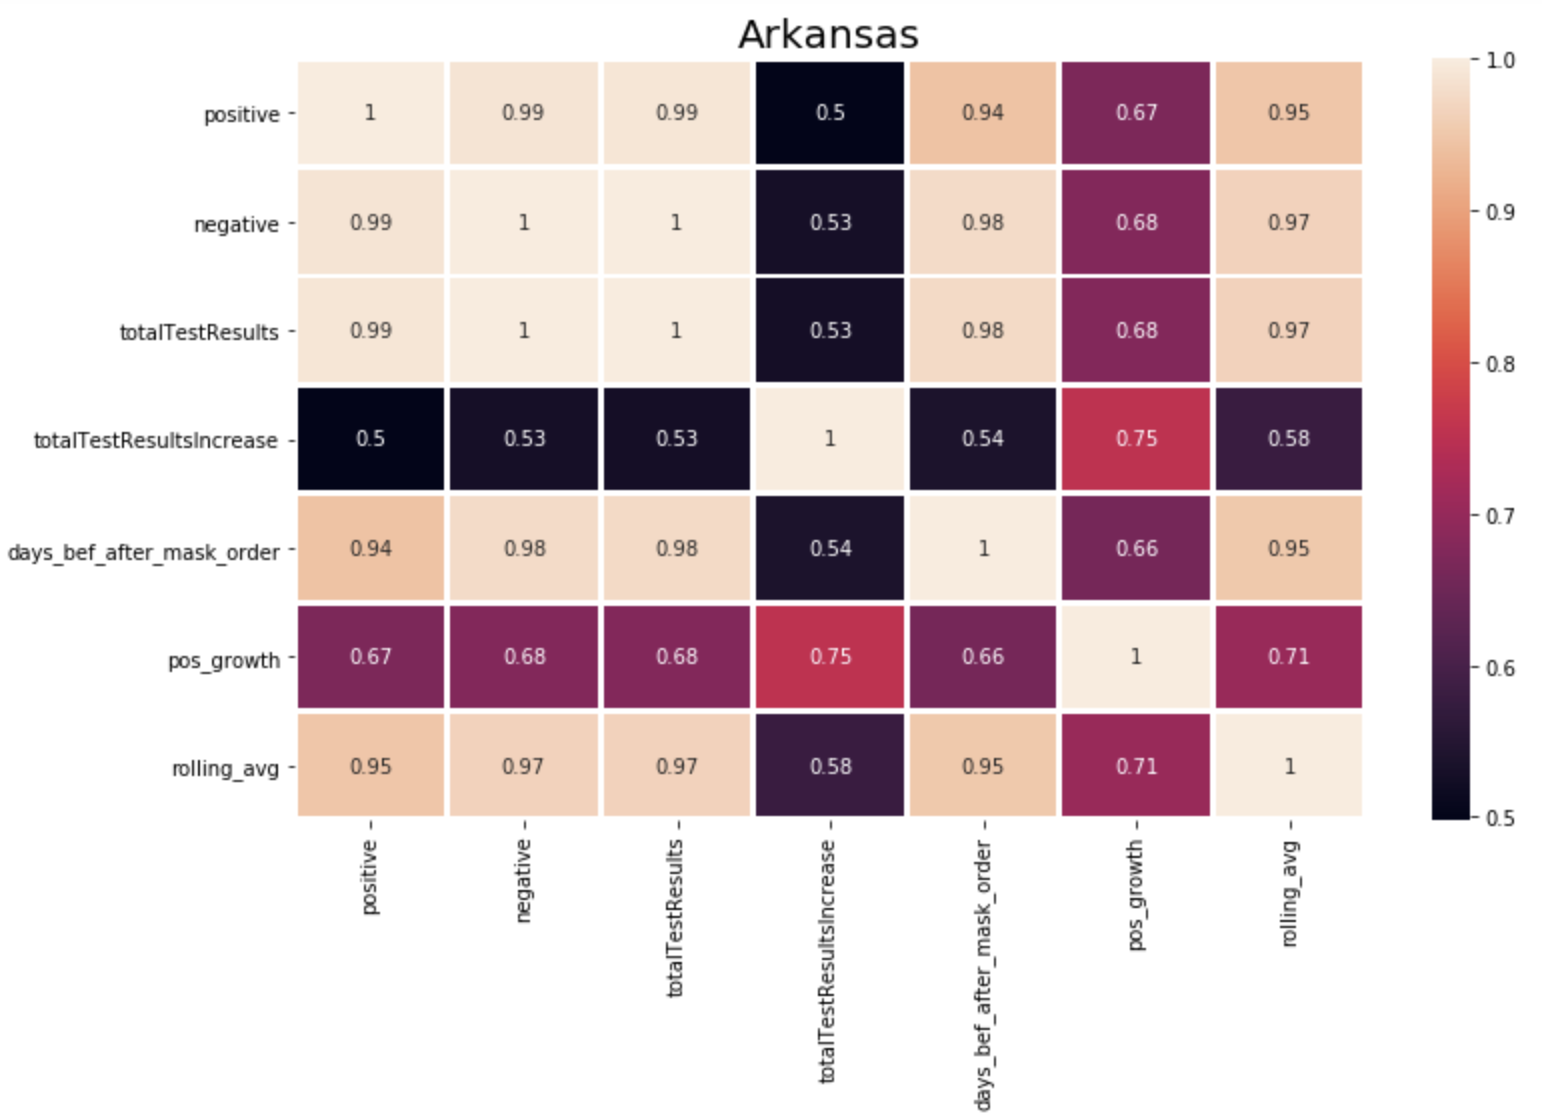 Arkansas
positive 1 0.99 0.99 0.5 0.94 0.67 0.95
negative 0.99 1 1 0.53 0.98 0.68 0.97
totalTestResults 0.99 1 1 0.53 0.98 0.68 0.97
totalTestResultsIncrease 0.5 0.53 0.53 1 0.54 0.75 0.58
days_bef_after_mask_order 0.94 0.98 0.98 0.54 1 0.66 0.95
pos_growth 0.67 0.68 0.68 0.75 0.66 1 0.71
rolling_avg 0.95 0.97 0.97 0.58 0.95 0.71 1
positive
negative
totalTestResults
totalTestResultsIncrease
days_bef_after_mask_order
pos_growth
rolling_avg
1.0
0.9
0.8
0.7
0.6
0.5